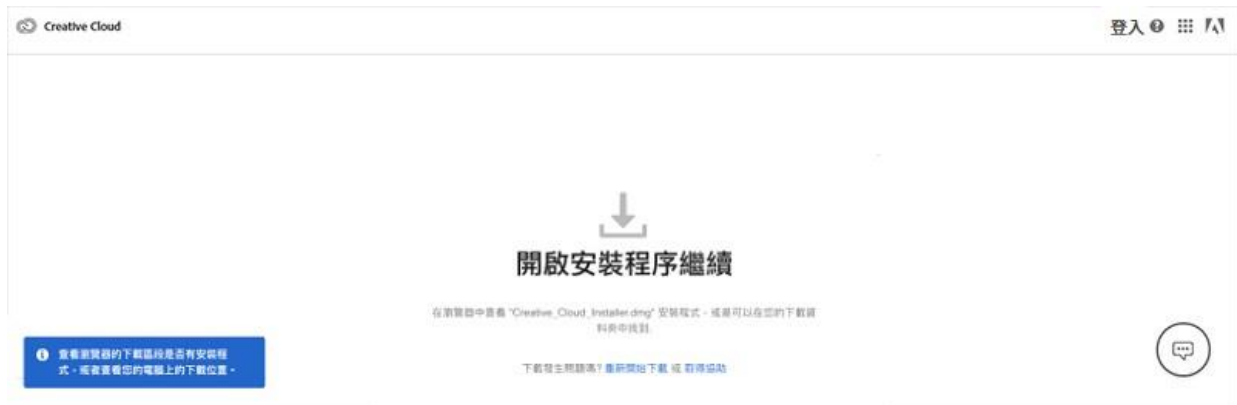 Creative Cloud
登入
開啟安裝程序繼續
在瀏覽器中查看 "Creative_Cloud_Installer.dmg" 安裝程式，或是可以在您的下載資
料夾中找到.
查看瀏覽器的下載區段是否有安裝程
式，或者查看您的電腦上的下載位置。
下載發生問題嗎? 重新開始下載 或 取得協助